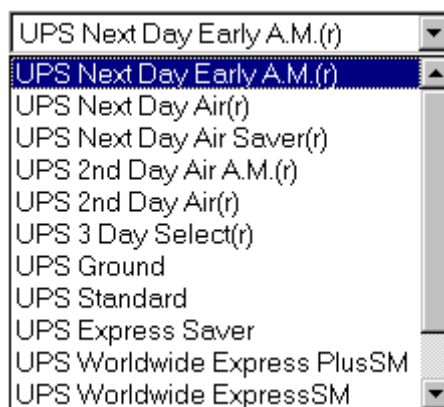 UPS Next Day Early A.M.(r)
UPS Next Day Early A.M.(r)
UPS Next Day Air(r)
UPS Next Day Air Saver(r)
UPS 2nd Day Air A.M.(r)
UPS 2nd Day Air(r)
UPS 3 Day Select(r)
UPS Ground
UPS Standard
UPS Express Saver
UPS Worldwide Express PlusSM
UPS Worldwide ExpressSM